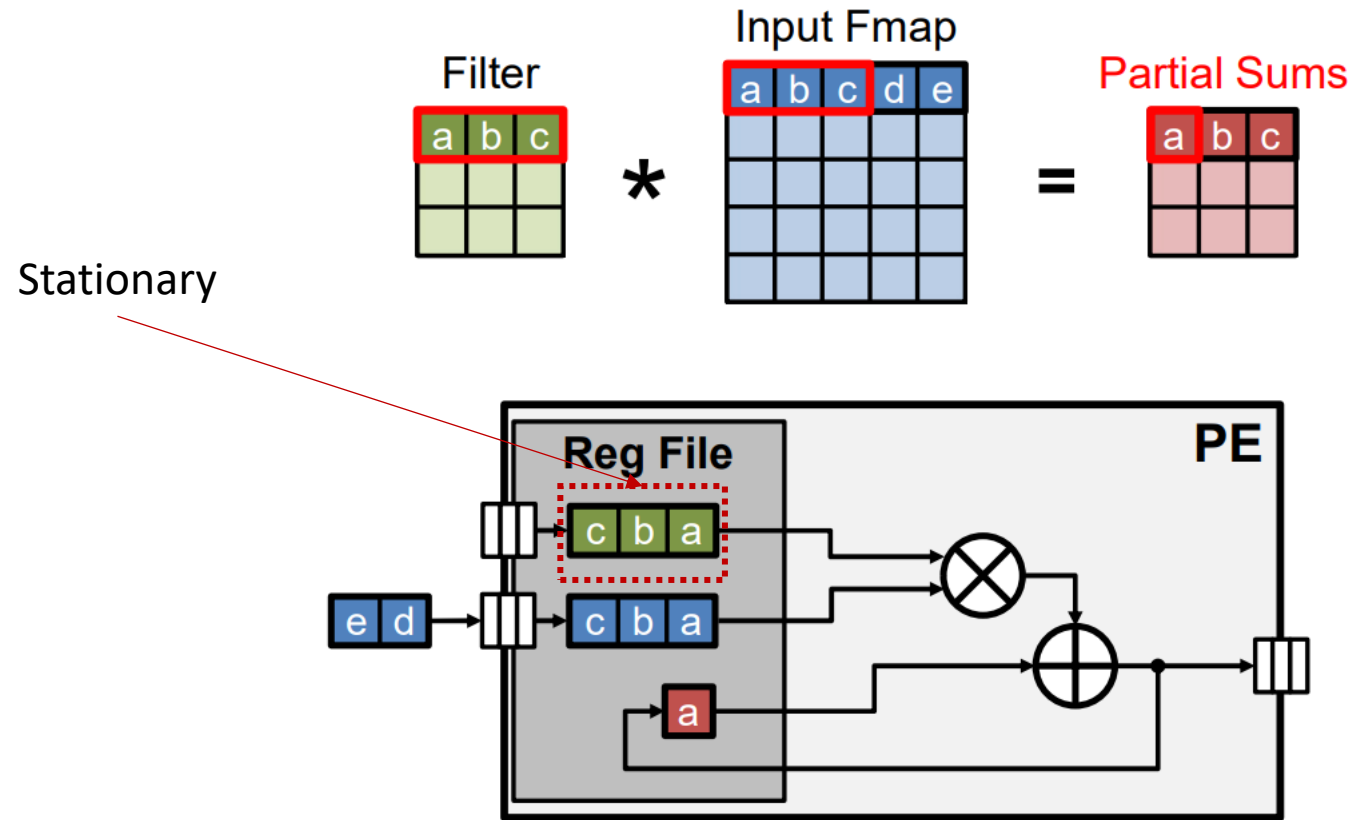 Input Fmap
Filter
Partial Sums
a b c d e
a b c
a b c
*
=
Stationary
PE
Reg File
c b a
e d
c b a
a